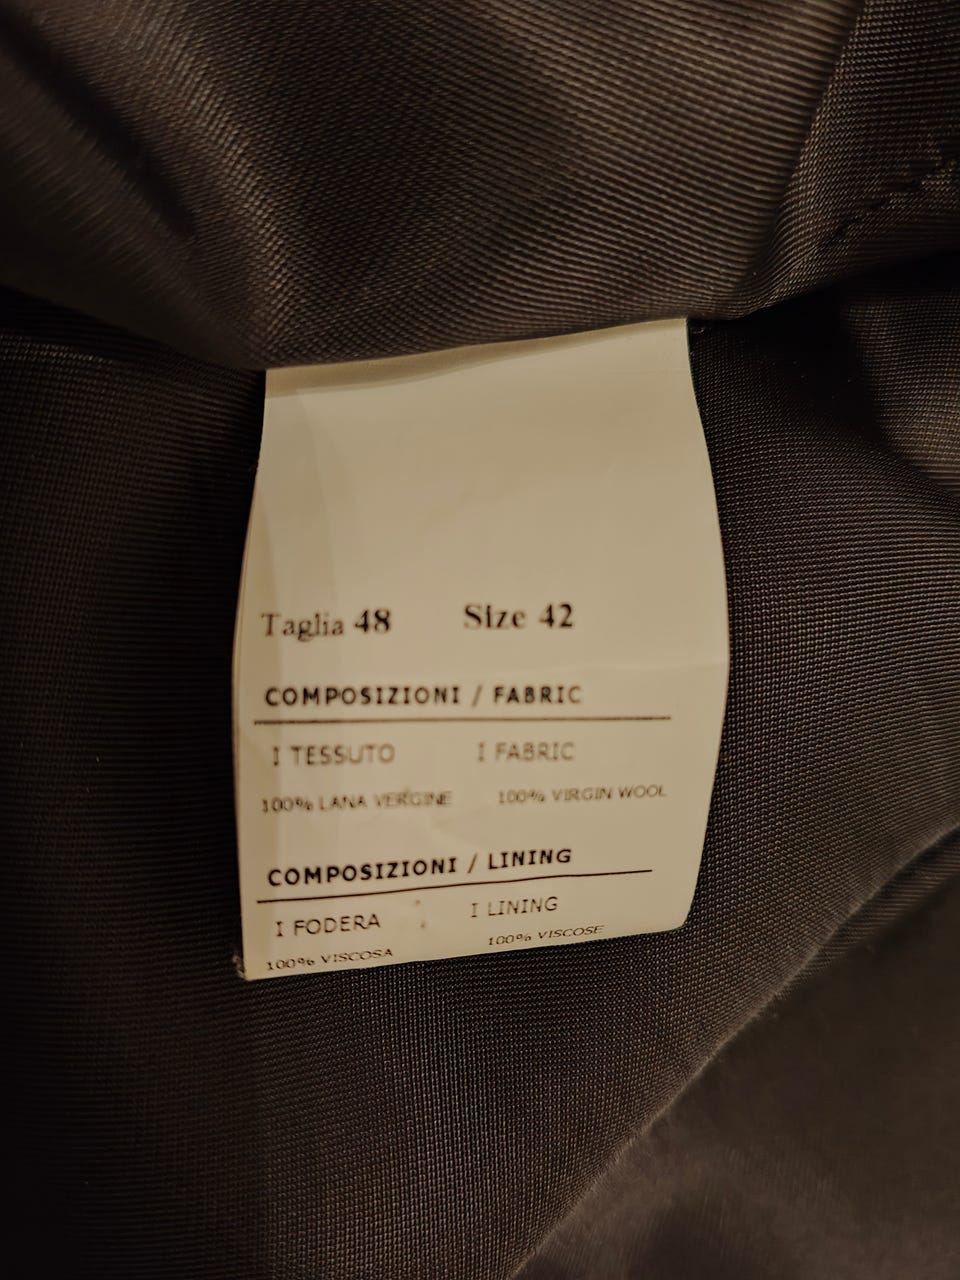 Taglia 48 Size 42
COMPOSIZIONI / FABRIC
I TESSUTO I FABRIC
100% LANA VERGINE 100% VIRGIN WOOL
COMPOSIZIONI / LINING
I FODERA I LINING
100% VISCOSA 100% VISCOSE